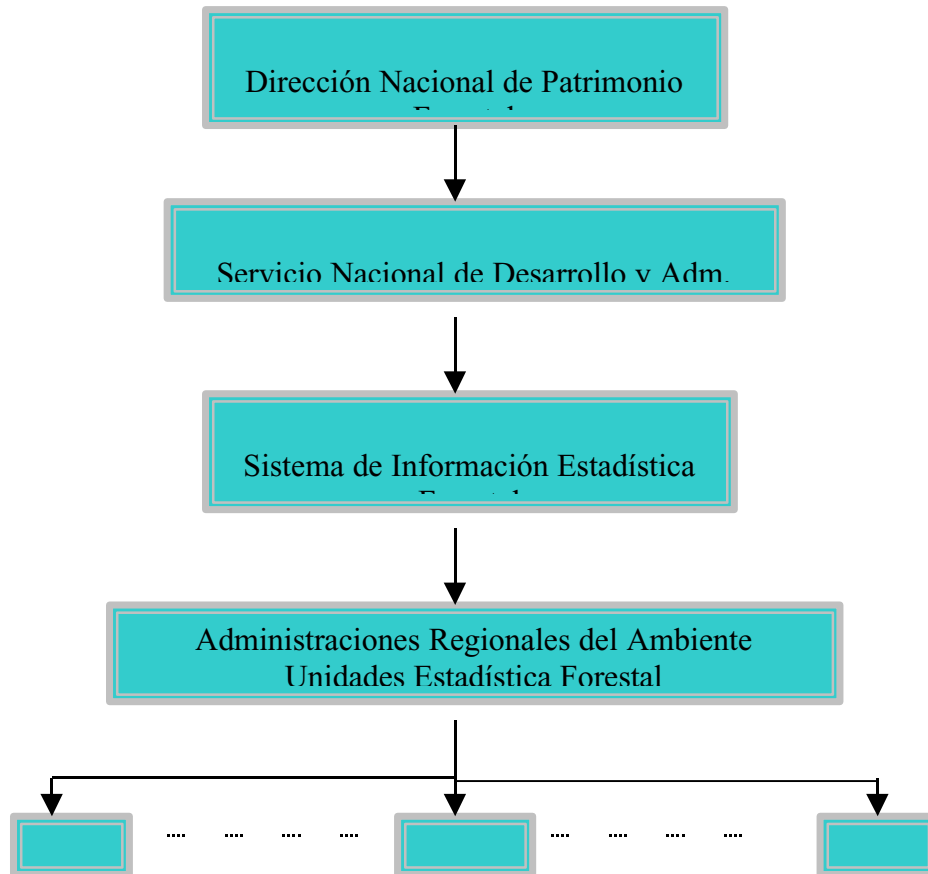 Dirección Nacional de Patrimonio
Servicio Nacional de Desarrollo y Adm.
Sistema de Información Estadística
Administraciones Regionales del Ambiente
Unidades Estadística Forestal